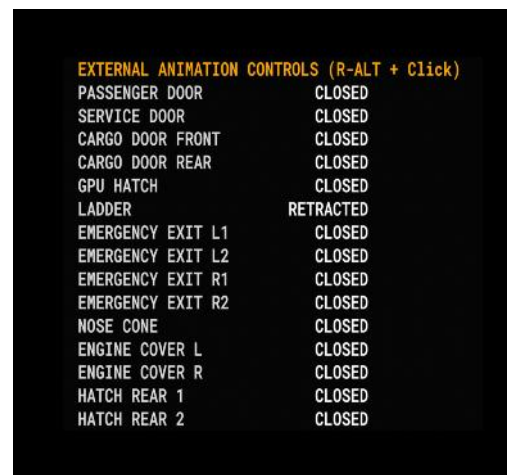 EXTERNAL ANIMATION CONTROLS (R-ALT + Click)
PASSENGER DOOR CLOSED
SERVICE DOOR CLOSED
CARGO DOOR FRONT CLOSED
CARGO DOOR REAR CLOSED
GPU HATCH CLOSED
LADDER RETRACTED
EMERGENCY EXIT L1 CLOSED
EMERGENCY EXIT L2 CLOSED
EMERGENCY EXIT R1 CLOSED
EMERGENCY EXIT R2 CLOSED
NOSE CONE CLOSED
ENGINE COVER L CLOSED
ENGINE COVER R CLOSED
HATCH REAR 1 CLOSED
HATCH REAR 2 CLOSED